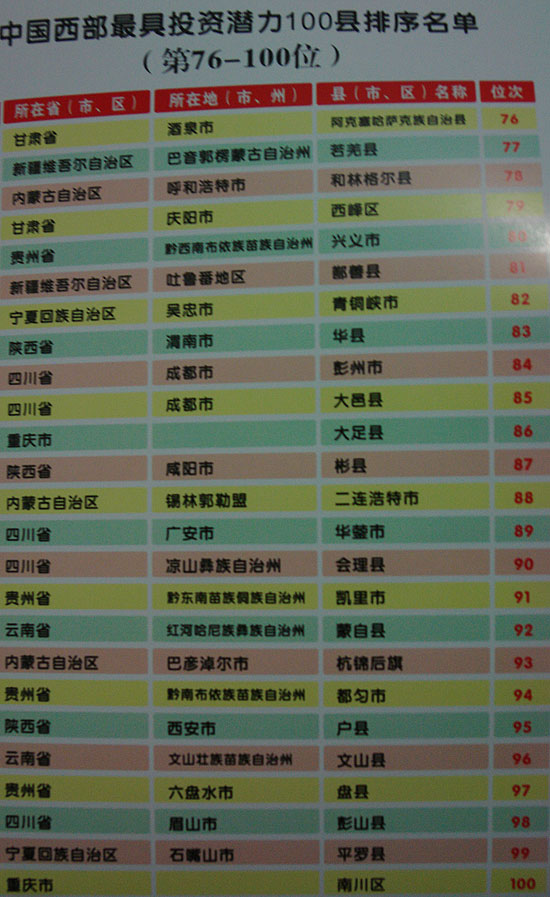 中国西部最具投资潜力100县排序名单
（第76-100位）
所在省（市、区） 所在地（市、州） 县（市、区）名称 位次
甘肃省 酒泉市 阿克塞哈萨克族自治县 76
新疆维吾尔自治区 巴音郭楞蒙古自治州 若羌县 77
内蒙古自治区 呼和浩特市 和林格尔县 78
甘肃省 庆阳市 西峰区 79
贵州省 黔西南布依族苗族自治州 兴义市 80
新疆维吾尔自治区 吐鲁番地区 鄯善县 81
宁夏回族自治区 吴忠市 青铜峡市 82
陕西省 渭南市 华县 83
四川省 成都市 彭州市 84
四川省 成都市 大邑县 85
重庆市 大足县 86
陕西省 咸阳市 彬县 87
内蒙古自治区 锡林郭勒盟 二连浩特市 88
四川省 广安市 华蓥市 89
四川省 凉山彝族自治州 会理县 90
贵州省 黔东南苗族侗族自治州 凯里市 91
云南省 红河哈尼族彝族自治州 蒙自县 92
内蒙古自治区 巴彦淖尔市 杭锦后旗 93
贵州省 黔南布依族苗族自治州 都匀市 94
陕西省 西安市 户县 95
云南省 文山壮族苗族自治州 文山县 96
贵州省 六盘水市 盘县 97
四川省 眉山市 彭山县 98
宁夏回族自治区 石嘴山市 平罗县 99
重庆市 南川区 100